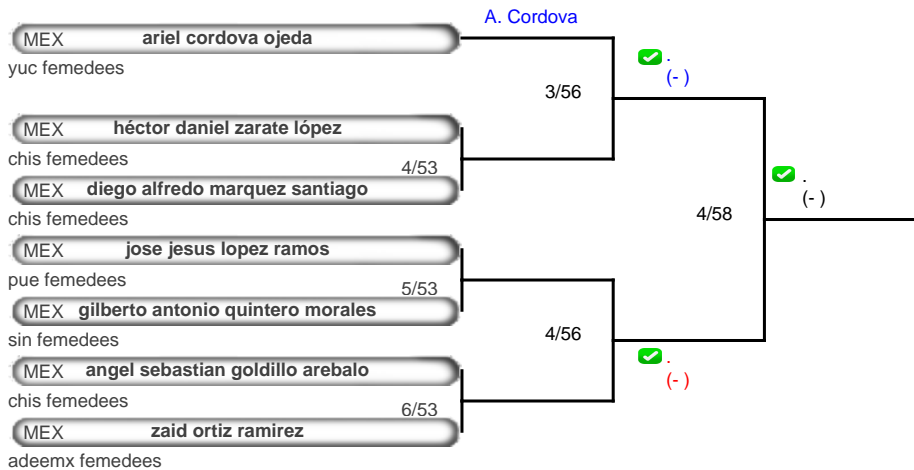 A. Cordova
MEX ariel cordova ojeda
yuc femedees
.
(- )
3/56
MEX héctor daniel zarate lópez
chis femedees
4/53
MEX diego alfredo marquez santiago
chis femedees
.
(- )
4/58
MEX jose jesus lopez ramos
pue femedees
5/53
MEX gilberto antonio quintero morales
sin femedees
4/56
.
(- )
MEX angel sebastian goldillo arebalo
chis femedees
6/53
MEX zaid ortiz ramirez
adeemx femedees